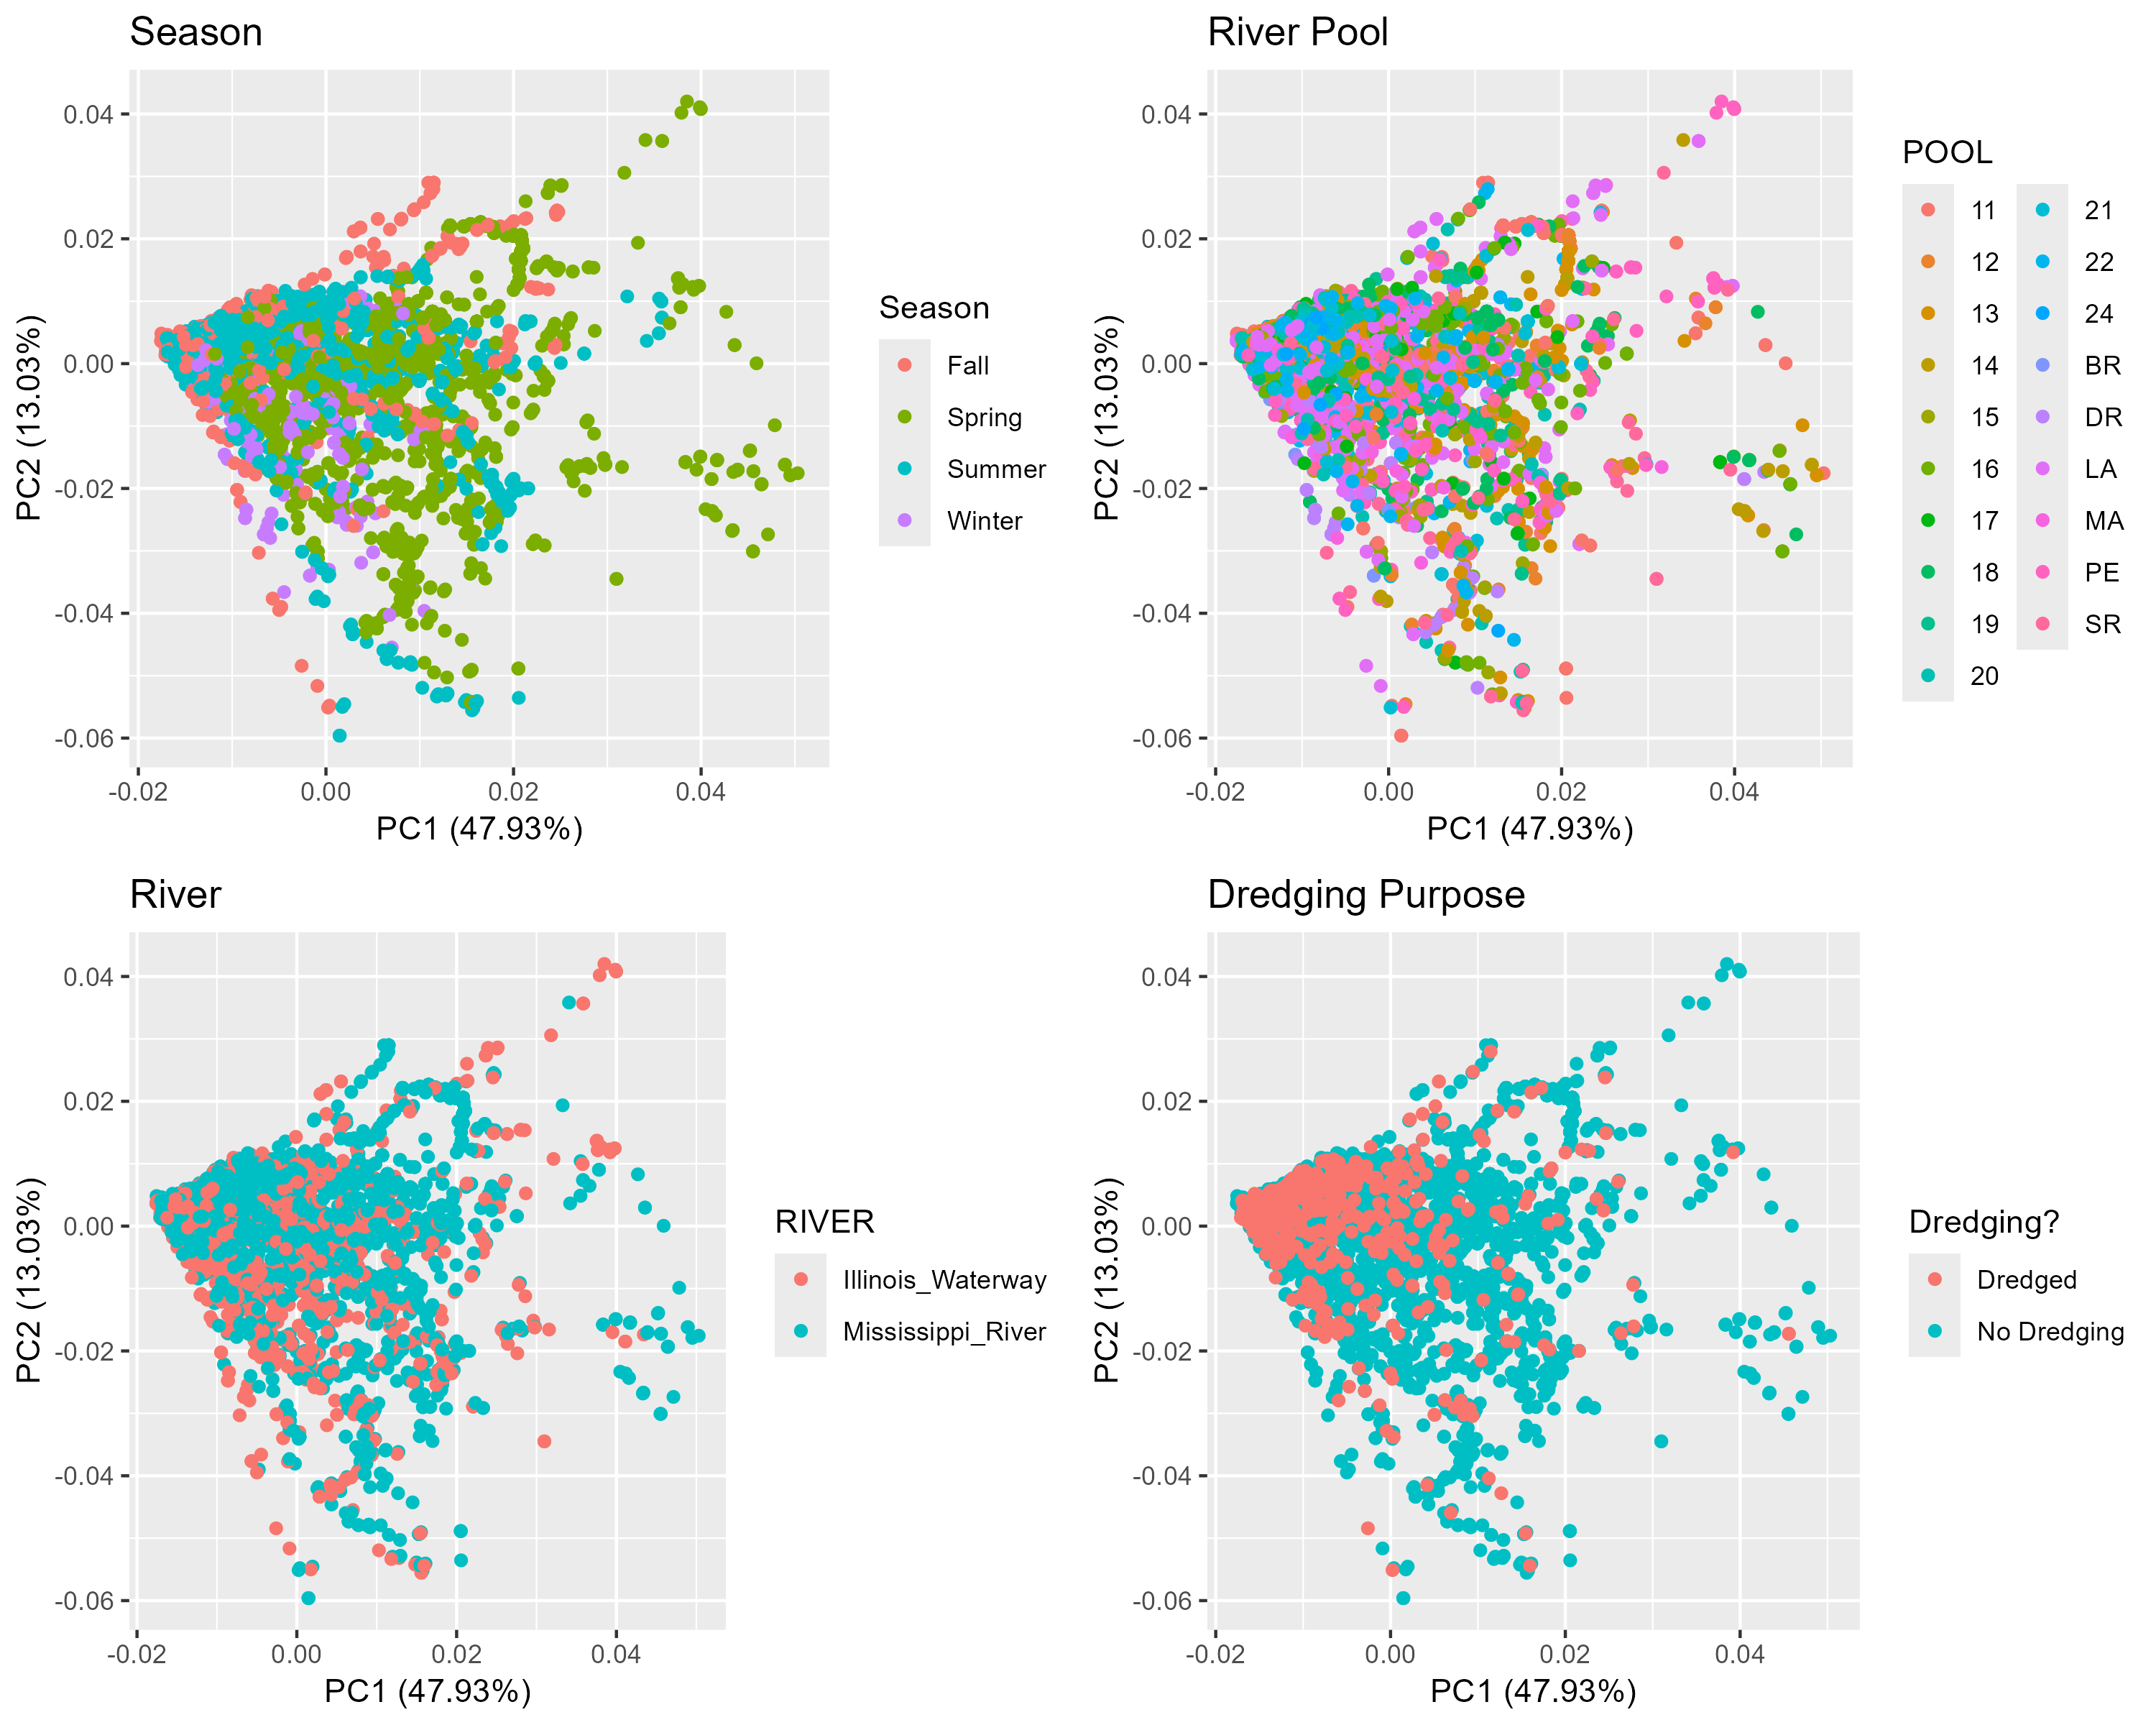 Season
0.04
0.02
0.00
-0.02
-0.04
-0.06
PC2 (13.03%)
-0.02 0.00 0.02 0.04
PC1 (47.93%)
Season
Fall
Spring
Summer
Winter
River Pool
0.04
0.02
0.00
-0.02
-0.04
-0.06
PC2 (13.03%)
-0.02 0.00 0.02 0.04
PC1 (47.93%)
POOL
11 21
12 22
13 24
14 BR
15 DR
16 LA
17 MA
18 PE
19 SR
20
River
0.04
0.02
0.00
-0.02
-0.04
-0.06
PC2 (13.03%)
-0.02 0.00 0.02 0.04
PC1 (47.93%)
RIVER
Illinois_Waterway
Mississippi_River
Dredging Purpose
0.04
0.02
0.00
-0.02
-0.04
-0.06
PC2 (13.03%)
-0.02 0.00 0.02 0.04
PC1 (47.93%)
Dredging?
Dredged
No Dredging